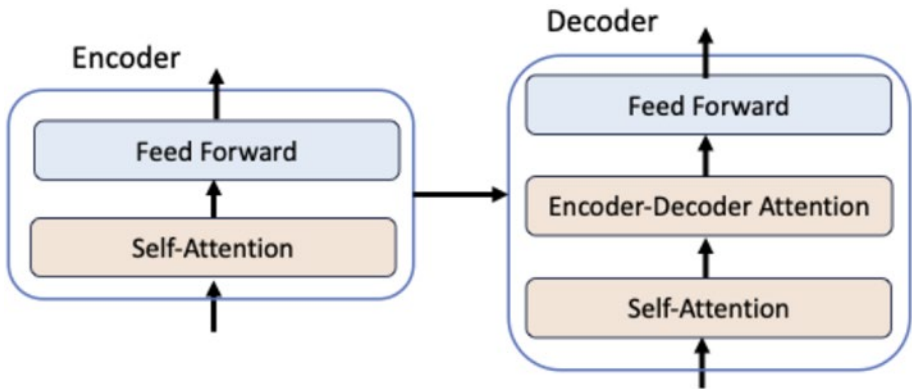 Encoder
Feed Forward
Self-Attention
Decoder
Feed Forward
Encoder-Decoder Attention
Self-Attention